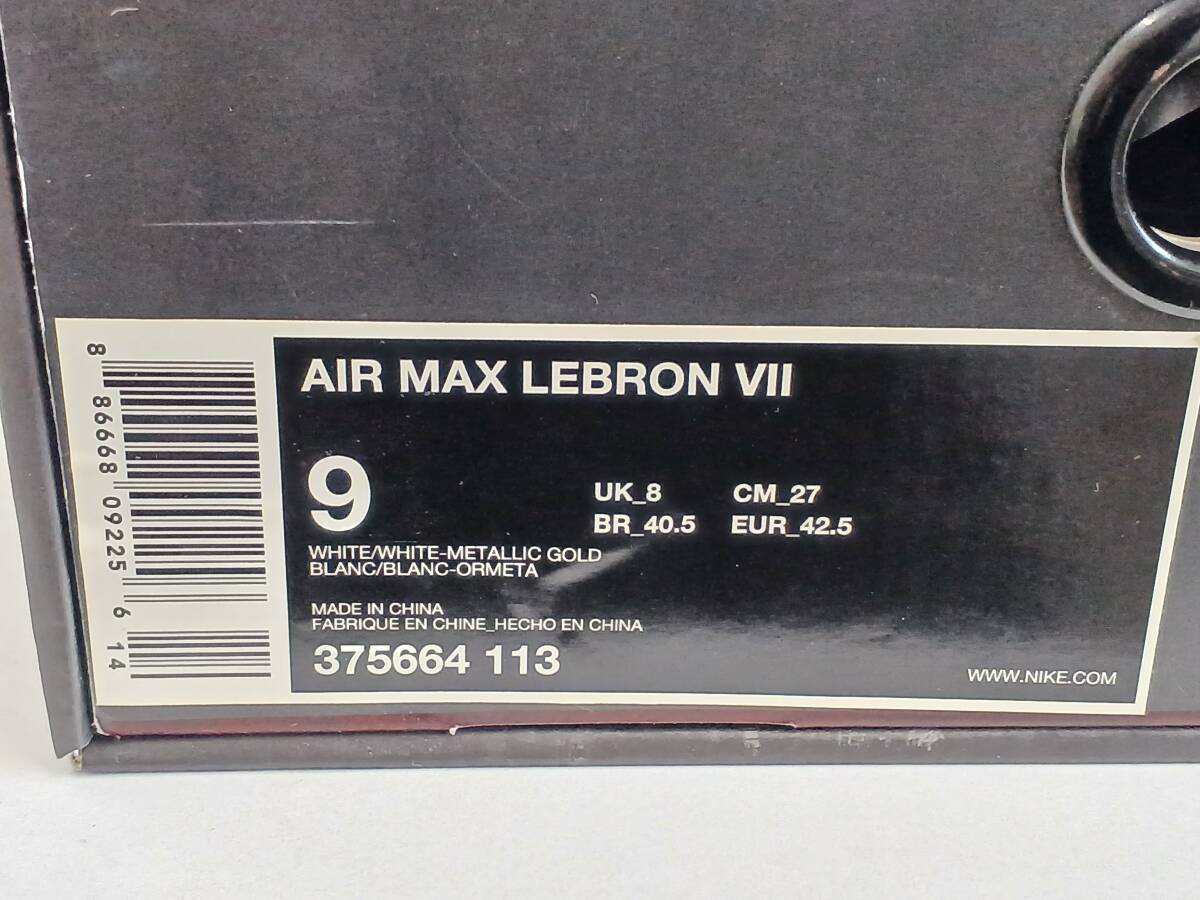 AIR MAX LEBRON VII
9
UK_8 CM_27
BR_40.5 EUR_42.5
WHITE/WHITE-METALLIC GOLD
BLANC/BLANC-ORMETA
MADE IN CHINA
FABRIQUE EN CHINE_HECHO EN CHINA
375664 113
WWW.NIKE.COM
8 86668 09225 6 14